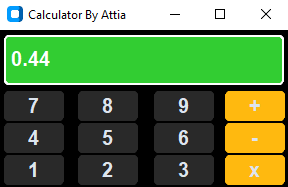 Calculator By Attia
0.44
7 8 9 +
4 5 6 -
1 2 3 x